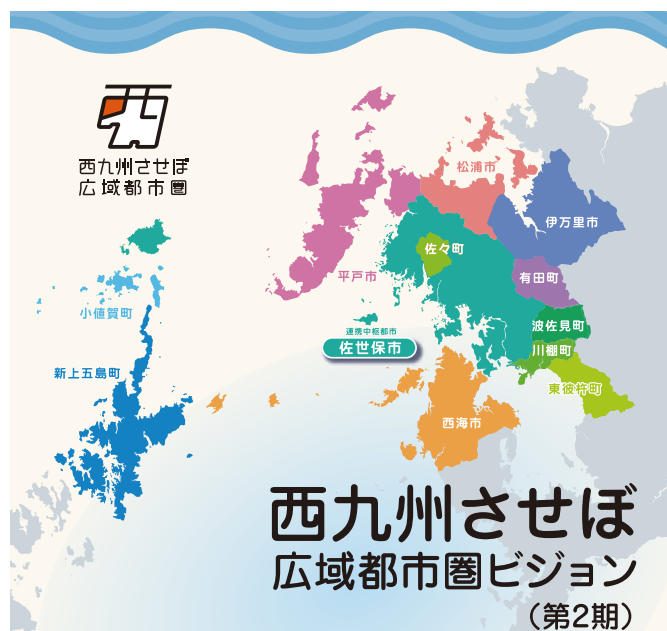 西九州させぼ
広域都市圏
松浦市
伊万里市
佐々町
有田町
平戸市
小値賀町
波佐見町
連携中枢都市
佐世保市
川棚町
新上五島町
東彼杵町
西海市
西九州させぼ
広域都市圏ビジョン
（第2期）